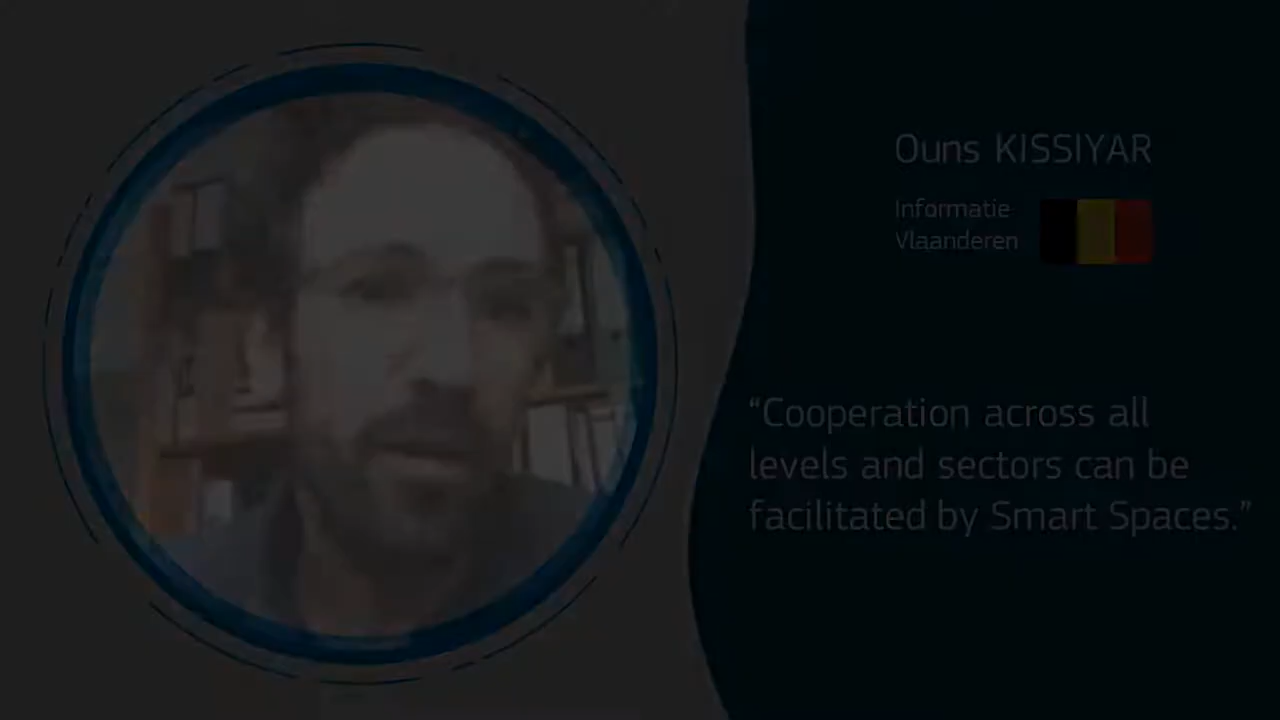 Ouns KISSIYAR
Informatie
Vlaanderen
“Cooperation across all
levels and sectors can be
facilitated by Smart Spaces.”